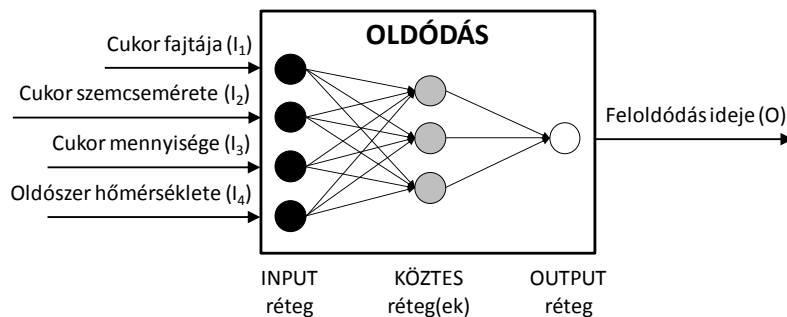 OLDÓDÁS
Cukor fajtája (I₁)
Cukor szemcsemérete (I₂)
Cukor mennyisége (I₃)
Oldószer hőmérséklete (I₄)
Feloldódás ideje (O)
INPUT
réteg
KÖZTES
réteg(ek)
OUTPUT
réteg